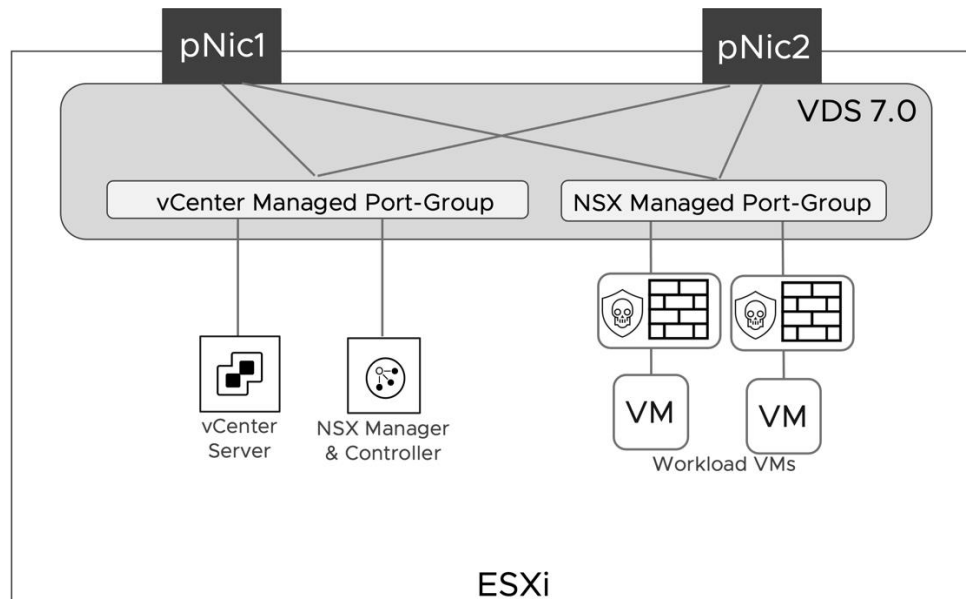 pNic1
pNic2
VDS 7.0
vCenter Managed Port-Group
NSX Managed Port-Group
vCenter
Server
NSX Manager
& Controller
VM
VM
Workload VMs
ESXi